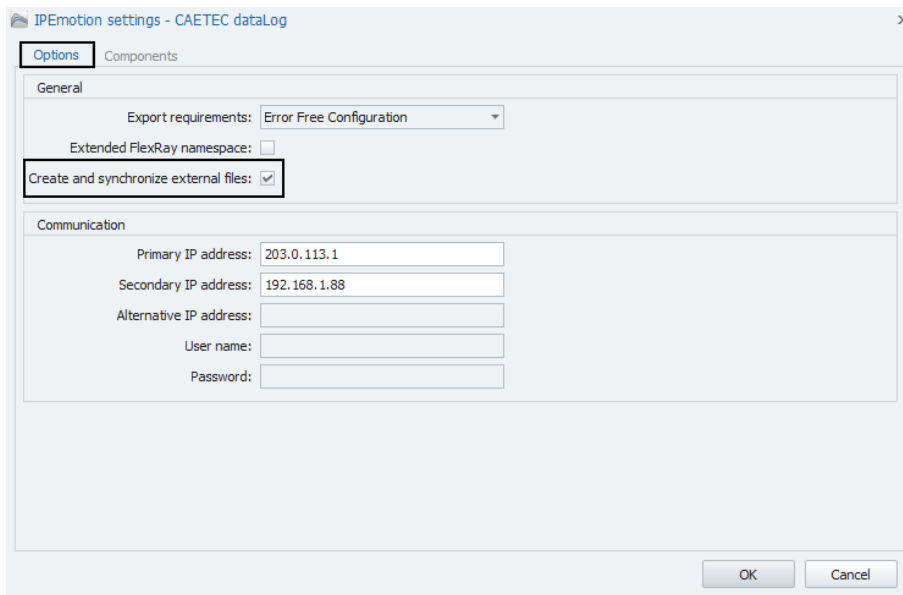 IPEmotion settings - CAETEC dataLog
Options Components
General
Export requirements: Error Free Configuration
Extended FlexRay namespace:
Create and synchronize external files:
Communication
Primary IP address: 203.0.113.1
Secondary IP address: 192.168.1.88
Alternative IP address:
User name:
Password:
OK Cancel